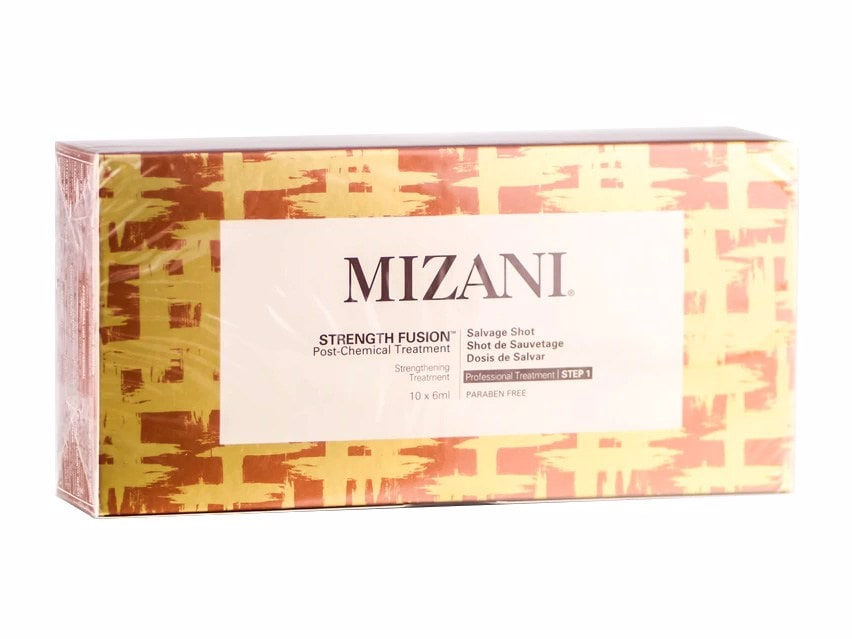 MIZANI®
STRENGTH FUSION™
Post-Chemical Treatment
Strengthening
Treatment
10 x 6ml
Salvage Shot
Shot de Sauvetage
Dosis de Salvar
Professional Treatment | STEP 1
PARABEN FREE